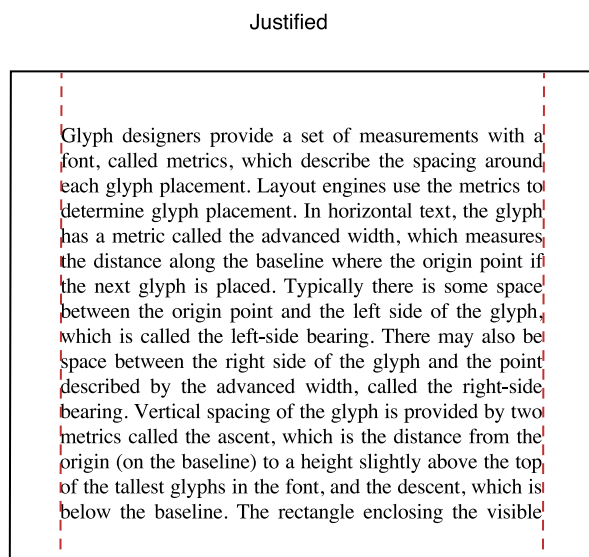 Justified
Glyph designers provide a set of measurements with a
font, called metrics, which describe the spacing around
each glyph placement. Layout engines use the metrics to
determine glyph placement. In horizontal text, the glyph
has a metric called the advanced width, which measures
the distance along the baseline where the origin point if
the next glyph is placed. Typically there is some space
between the origin point and the left side of the glyph,
which is called the left-side bearing. There may also be
space between the right side of the glyph and the point
described by the advanced width, called the right-side
bearing. Vertical spacing of the glyph is provided by two
metrics called the ascent, which is the distance from the
origin (on the baseline) to a height slightly above the top
of the tallest glyphs in the font, and the descent, which is
below the baseline. The rectangle enclosing the visible